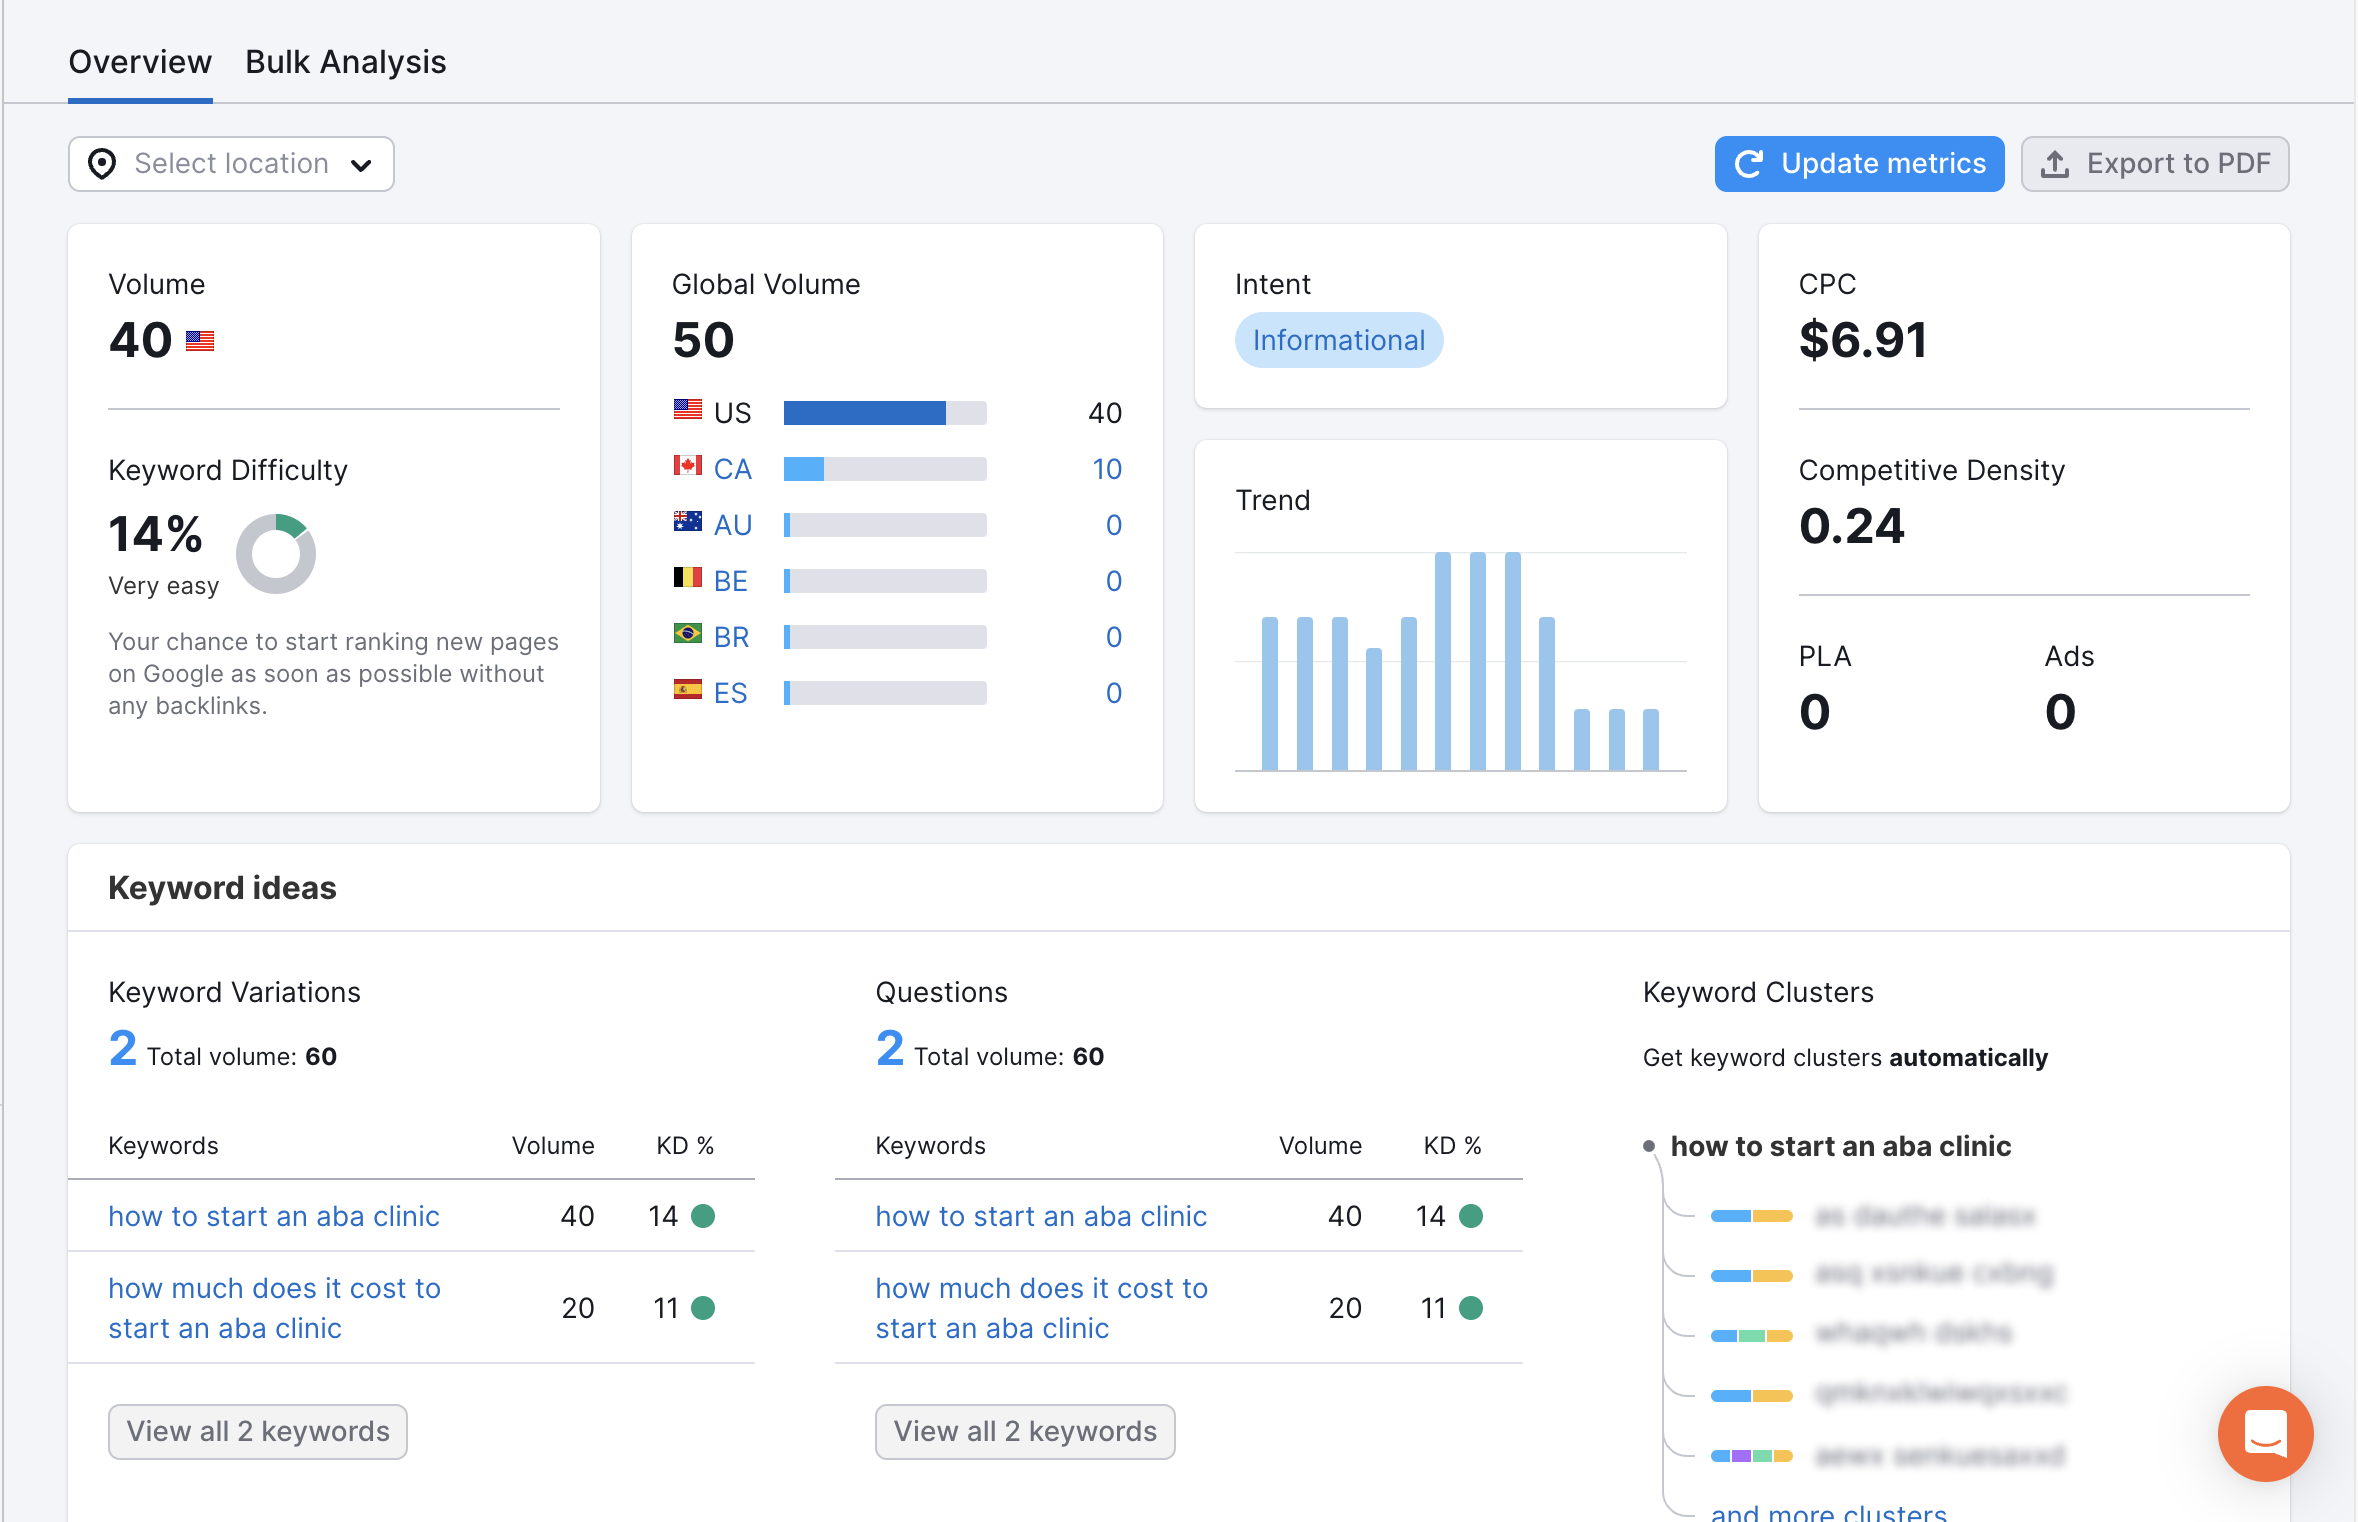 Overview Bulk Analysis
Select location
Update metrics
Export to PDF
Volume
40
Keyword Difficulty
14%
Very easy
Your chance to start ranking new pages
on Google as soon as possible without
any backlinks.
Global Volume
50
US 40
CA 10
AU 0
BE 0
BR 0
ES 0
Intent
Informational
Trend
CPC
$6.91
Competitive Density
0.24
PLA Ads
0 0
Keyword ideas
Keyword Variations
2 Total volume: 60
Keywords Volume KD %
how to start an aba clinic 40 14
how much does it cost to
start an aba clinic 20 11
View all 2 keywords
Questions
2 Total volume: 60
Keywords Volume KD %
how to start an aba clinic 40 14
how much does it cost to
start an aba clinic 20 11
View all 2 keywords
Keyword Clusters
Get keyword clusters automatically
how to start an aba clinic
and more clusters